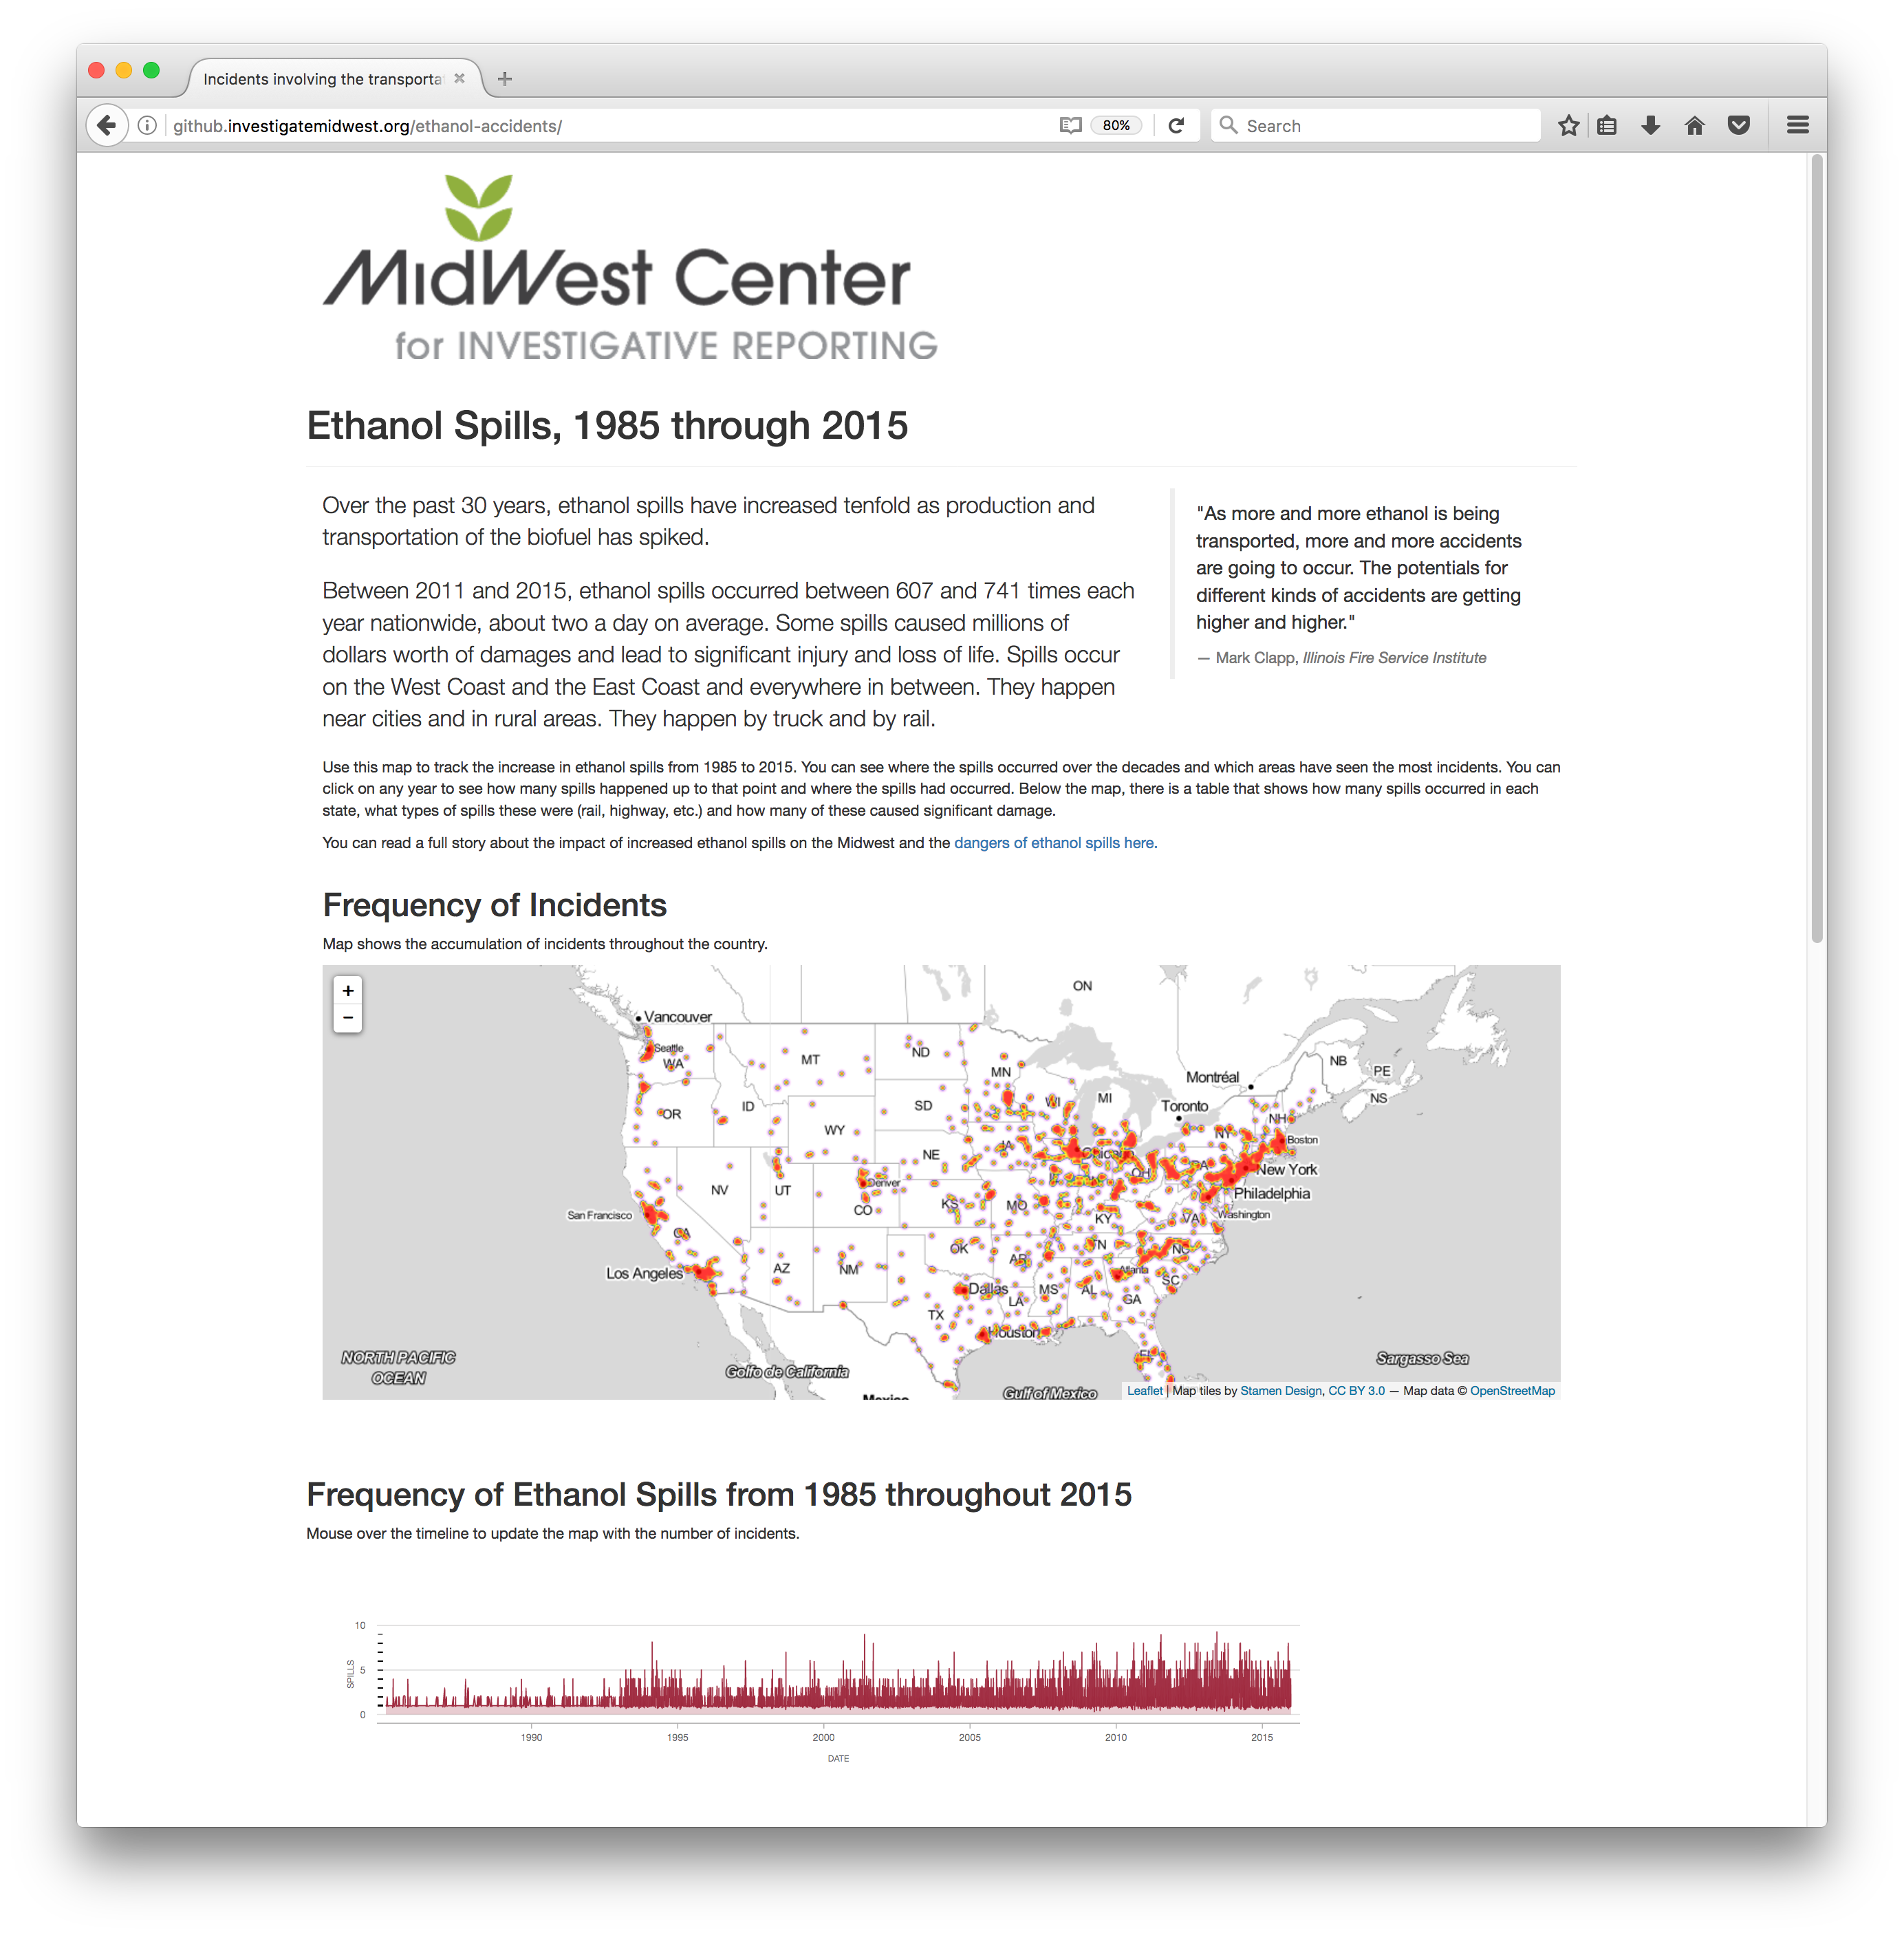 Incidents involving the transporta
github.investigatemidwest.org/ethanol-accidents/
80%
Search
MidWest Center
for INVESTIGATIVE REPORTING
Ethanol Spills, 1985 through 2015
Over the past 30 years, ethanol spills have increased tenfold as production and
transportation of the biofuel has spiked.
Between 2011 and 2015, ethanol spills occurred between 607 and 741 times each
year nationwide, about two a day on average. Some spills caused millions of
dollars worth of damages and lead to significant injury and loss of life. Spills occur
on the West Coast and the East Coast and everywhere in between. They happen
near cities and in rural areas. They happen by truck and by rail.
"As more and more ethanol is being
transported, more and more accidents
are going to occur. The potentials for
different kinds of accidents are getting
higher and higher."
— Mark Clapp, Illinois Fire Service Institute
Use this map to track the increase in ethanol spills from 1985 to 2015. You can see where the spills occurred over the decades and which areas have seen the most incidents. You can
click on any year to see how many spills happened up to that point and where the spills had occurred. Below the map, there is a table that shows how many spills occurred in each
state, what types of spills these were (rail, highway, etc.) and how many of these caused significant damage.
You can read a full story about the impact of increased ethanol spills on the Midwest and the dangers of ethanol spills here.
Frequency of Incidents
Map shows the accumulation of incidents throughout the country.
+
−
ON
Vancouver
Seattle
WA
MT
ND
MN
NB
PE
Montréal
NS
OR
ID
SD
WI
MI
Toronto
WY
NY
NH
Boston
IA
Chicago
NE
OH
PA
New York
NV
UT
Denver
Philadelphia
San Francisco
CO
KS
MO
KY
VA
Washington
CA
OK
TN
NC
Los Angeles
AZ
NM
AR
Atlanta
SC
Dallas
MS
AL
GA
LA
TX
Houston
FL
NORTH PACIFIC
OCEAN
Golfo de California
Sargasso Sea
Mexico
Gulf of Mexico
Leaflet | Map tiles by Stamen Design, CC BY 3.0 — Map data © OpenStreetMap
Frequency of Ethanol Spills from 1985 throughout 2015
Mouse over the timeline to update the map with the number of incidents.
10
5
0
SPILLS
1990
1995
2000
2005
2010
2015
DATE